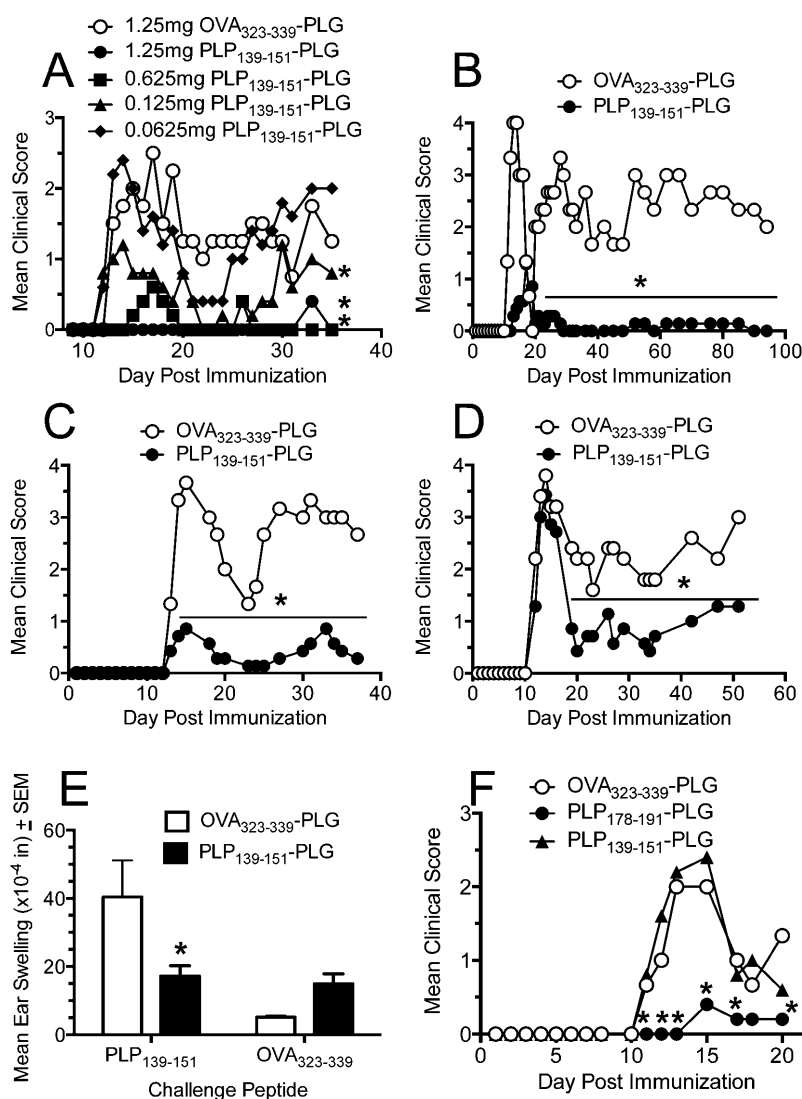 A
1.25mg OVA323-339-PLG
1.25mg PLP139-151-PLG
0.625mg PLP139-151-PLG
0.125mg PLP139-151-PLG
0.0625mg PLP139-151-PLG
Mean Clinical Score
3
2
1
0
10 20 30 40
*
*
*
Day Post Immunization
B
OVA323-339-PLG
PLP139-151-PLG
Mean Clinical Score
4
3
2
1
0
0 20 40 60 80 100
*
Day Post Immunization
C
OVA323-339-PLG
PLP139-151-PLG
Mean Clinical Score
4
3
2
1
0
0 10 20 30 40
*
Day Post Immunization
D
OVA323-339-PLG
PLP139-151-PLG
Mean Clinical Score
4
3
2
1
0
0 10 20 30 40 50 60
*
Day Post Immunization
E
OVA323-339-PLG
PLP139-151-PLG
Mean Ear Swelling (x10-4 in) ± SEM
60
40
20
0
*
PLP139-151 OVA323-339
Challenge Peptide
F
OVA323-339-PLG
PLP178-191-PLG
PLP139-151-PLG
Mean Clinical Score
3
2
1
0
0 5 10 15 20
* * * * * *
Day Post Immunization